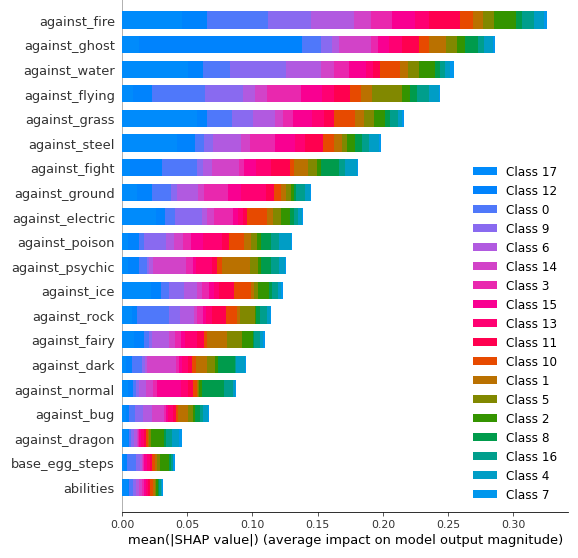 against_fire
against_ghost
against_water
against_flying
against_grass
against_steel
against_fight
against_ground
against_electric
against_poison
against_psychic
against_ice
against_rock
against_fairy
against_dark
against_normal
against_bug
against_dragon
base_egg_steps
abilities
Class 17
Class 12
Class 0
Class 9
Class 6
Class 14
Class 3
Class 15
Class 13
Class 11
Class 10
Class 1
Class 5
Class 2
Class 8
Class 16
Class 4
Class 7
0.00 0.05 0.10 0.15 0.20 0.25 0.30
mean(|SHAP value|) (average impact on model output magnitude)